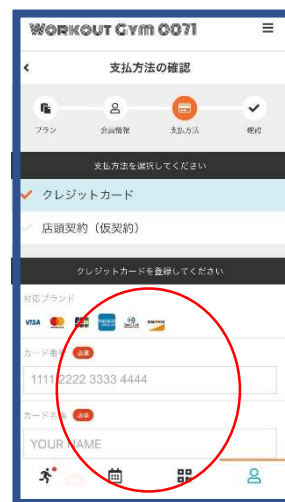 WORKOUT GYM 0071
支払方法の確認
プラン
会員情報
支払方法
確認
支払方法を選択してください
クレジットカード
店頭契約（仮契約）
クレジットカードを登録してください
対応ブランド
VISA
カード番号 必須
1111 2222 3333 4444
カード名義 必須
YOUR NAME